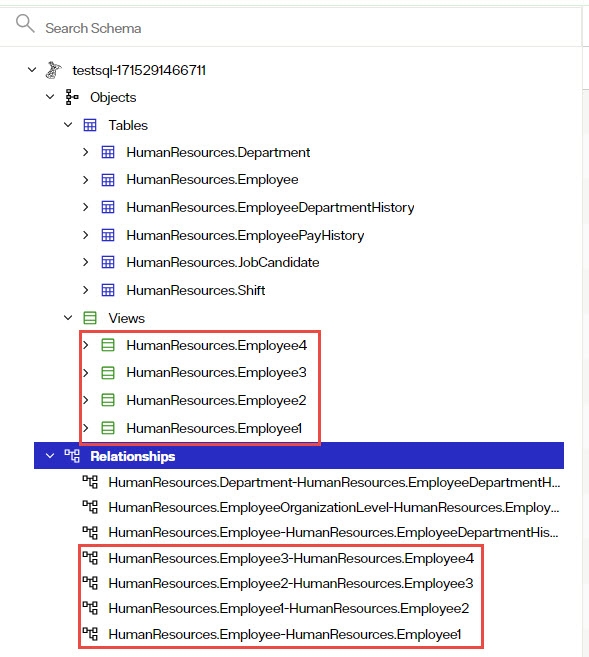 Search Schema
testsql-1715291466711
Objects
Tables
HumanResources.Department
HumanResources.Employee
HumanResources.EmployeeDepartmentHistory
HumanResources.EmployeePayHistory
HumanResources.JobCandidate
HumanResources.Shift
Views
HumanResources.Employee4
HumanResources.Employee3
HumanResources.Employee2
HumanResources.Employee1
Relationships
HumanResources.Department-HumanResources.EmployeeDepartmentH...
HumanResources.EmployeeOrganizationLevel-HumanResources.Employ...
HumanResources.Employee-HumanResources.EmployeeDepartmentHis...
HumanResources.Employee3-HumanResources.Employee4
HumanResources.Employee2-HumanResources.Employee3
HumanResources.Employee1-HumanResources.Employee2
HumanResources.Employee-HumanResources.Employee1